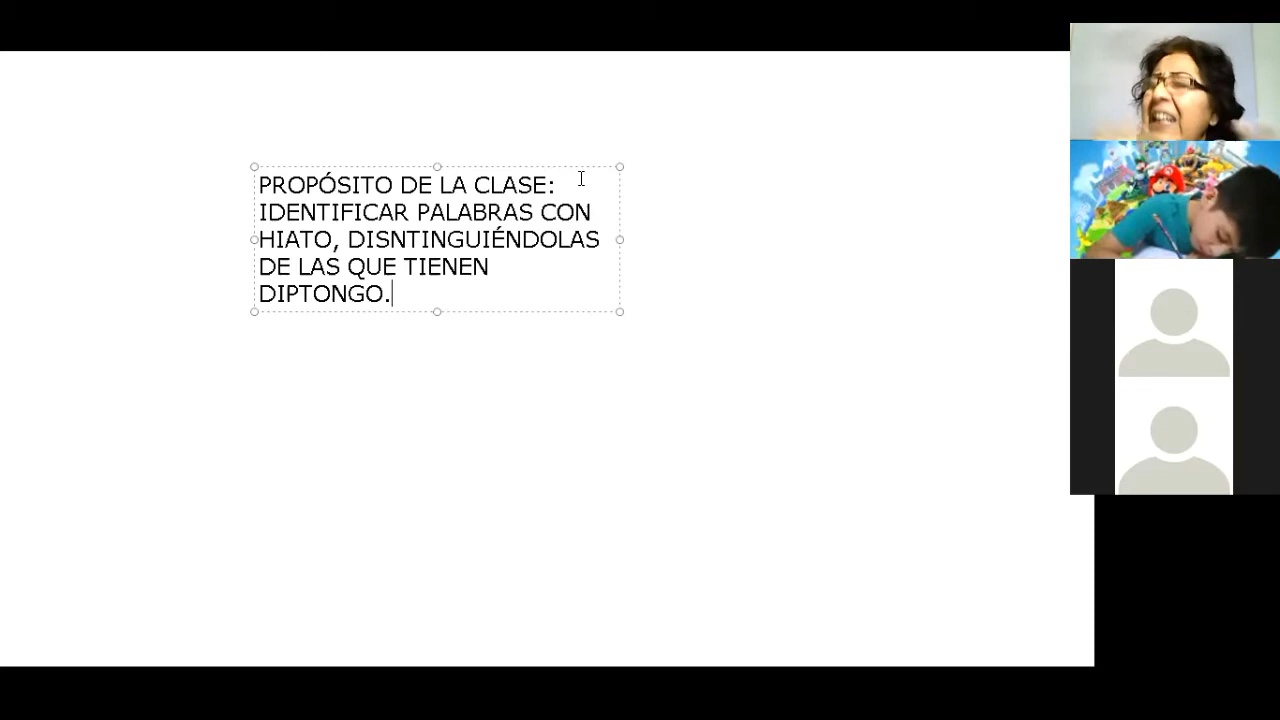 PROPÓSITO DE LA CLASE:
IDENTIFICAR PALABRAS CON
HIATO, DISNTINGUIÉNDOLAS
DE LAS QUE TIENEN
DIPTONGO.